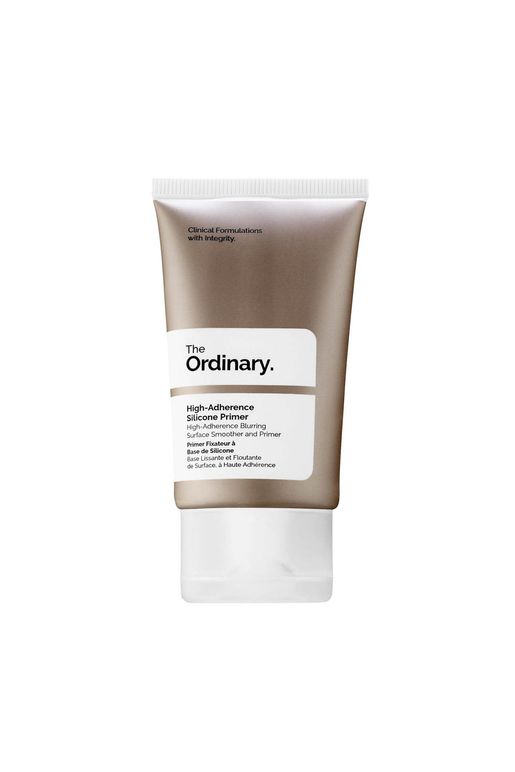 Clinical Formulations
with Integrity.
The
Ordinary.
High-Adherence
Silicone Primer
High-Adherence Blurring
Surface Smoother and Primer
Primer Fixateur à
Base de Silicone
Base Lissante et Floutante
de Surface, à Haute Adhérence